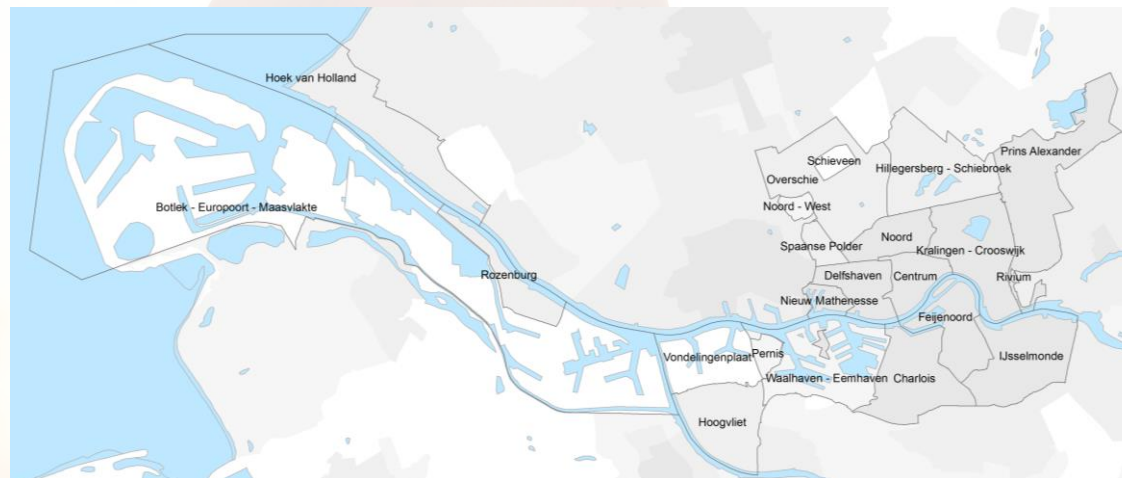 Hoek van Holland
Botlek - Europoort - Maasvlakte
Rozenburg
Vondelingenplaat
Pernis
Hoogvliet
Waalhaven - Eemhaven
Charlois
IJsselmonde
Feijenoord
Nieuw Mathenesse
Delfshaven
Centrum
Rivium
Spaanse Polder
Noord
Kralingen - Crooswijk
Noord - West
Overschie
Schieveen
Hillegersberg - Schiebroek
Prins Alexander